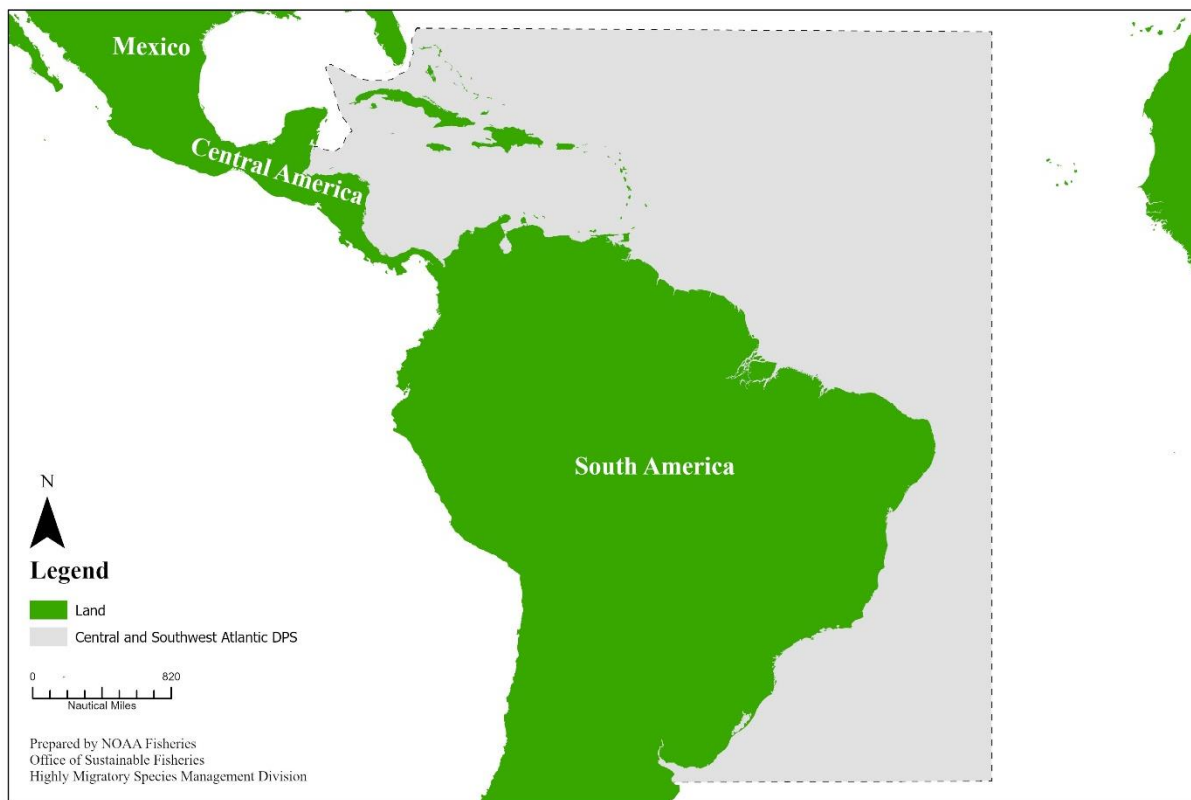 Mexico
Central America
South America
N
Legend
Land
Central and Southwest Atlantic DPS
0 820
Nautical Miles
Prepared by NOAA Fisheries
Office of Sustainable Fisheries
Highly Migratory Species Management Division